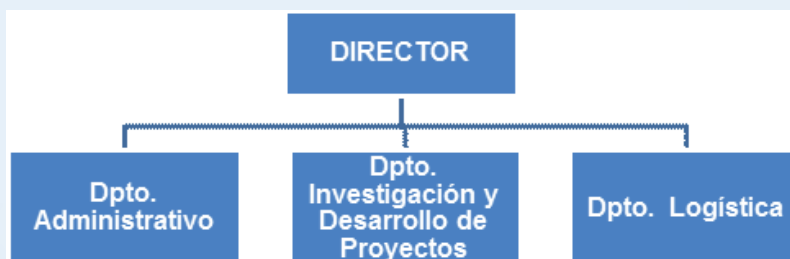 DIRECTOR
Dpto.
Administrativo
Dpto.
Investigación y
Desarrollo de
Proyectos
Dpto. Logística